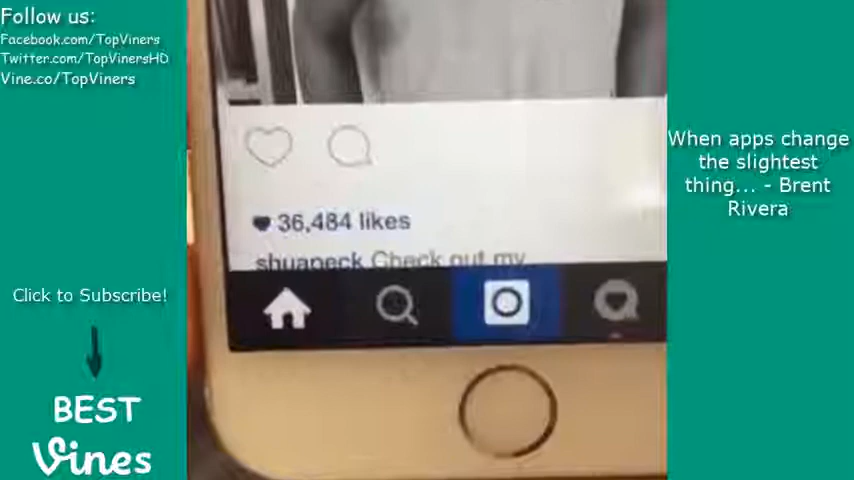 Follow us:
Facebook.com/TopViners
Twitter.com/TopVinersHD
Vine.co/TopViners
When apps change
the slightest
thing... - Brent
Rivera
36,484 likes
shuapeck Check out my
Click to Subscribe!
BEST
Vines